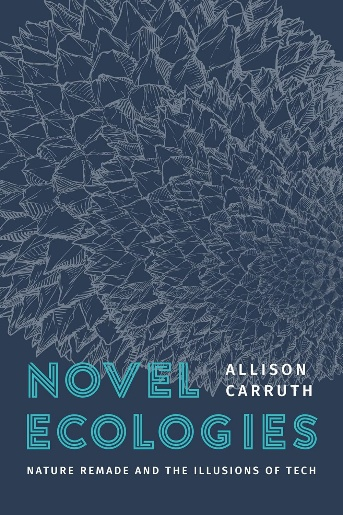 NOVEL
ALLISON
CARRUTH
ECOLOGIES
NATURE REMADE AND THE ILLUSIONS OF TECH